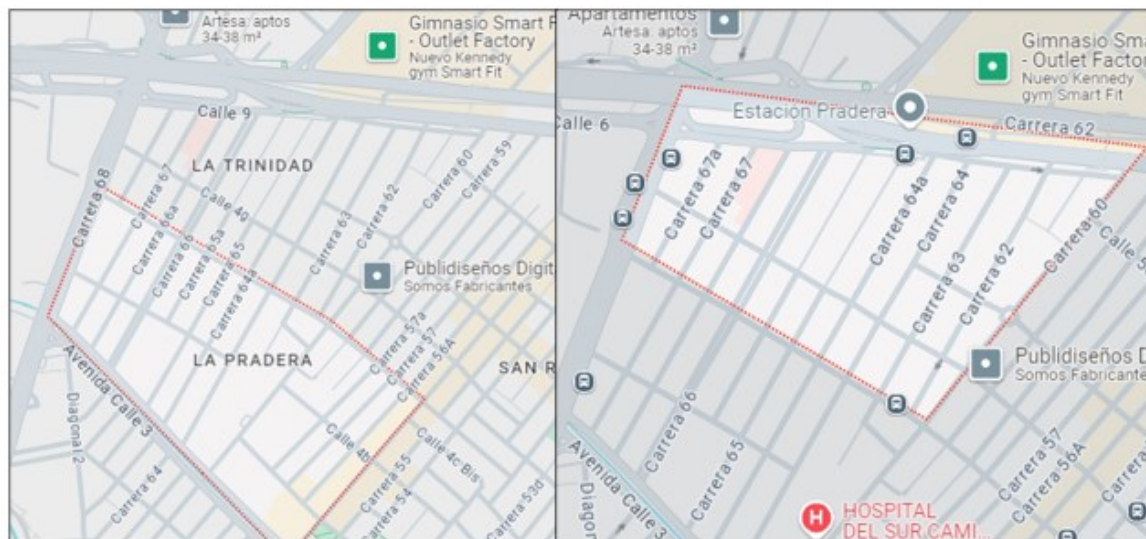 Artesa: aptos
34-38 m²
Gimnasio Smart F
- Outlet Factory
Nuevo Kennedy
gym Smart Fit
Calle 9
LA TRINIDAD
Carrera 68
Carrera 67
Carrera 66a
Carrera 66
Carrera 65a
Carrera 65
Carrera 64a
Calle 4g
Carrera 63
Carrera 62
Carrera 60
Carrera 59
Publidiseños Digita
Somos Fabricantes
LA PRADERA
Carrera 57a
Carrera 57
Carrera 56A
SAN R
Avenida Calle 3
Diagonal 2
Carrera 64
Calle 4b
Calle 4c Bis
Carrera 55
Carrera 54
53d
Apartamentos
Artesa: aptos
34-38 m²
Gimnasio Sma
- Outlet Factory
Nuevo Kennedy
gym Smart Fit
Calle 6
Estación Pradera
Carrera 62
Carrera 67a
Carrera 67
Carrera 64a
Carrera 64
Carrera 63
Carrera 62
Carrera 60
Calle 5
Publidiseños D
Somos Fabricantes
Carrera 66
Carrera 65
Avenida Calle 3
Diagon
Carrera 57
Carrera 56A
H
HOSPITAL
DEL SUR CAMI...